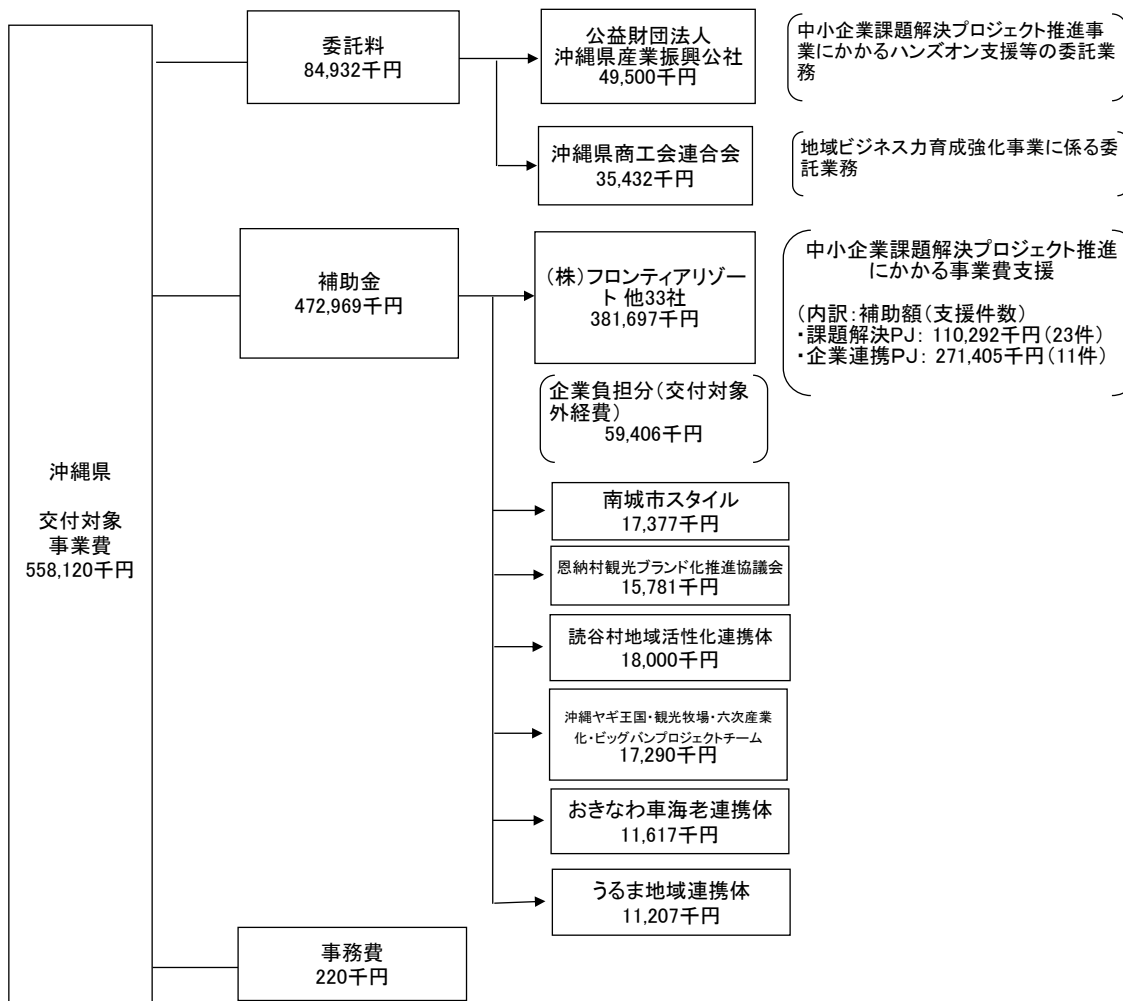 沖縄県
交付対象
事業費
558,120千円
委託料
84,932千円
公益財団法人
沖縄県産業振興公社
49,500千円
中小企業課題解決プロジェクト推進事
業にかかるハンズオン支援等の委託業
務
沖縄県商工会連合会
35,432千円
地域ビジネス力育成強化事業に係る委
託業務
補助金
472,969千円
(株)フロンティアリゾー
ト 他33社
381,697千円
中小企業課題解決プロジェクト推進
にかかる事業費支援
(内訳:補助額(支援件数)
・課題解決PJ: 110,292千円(23件)
・企業連携PJ: 271,405千円(11件)
企業負担分(交付対象
外経費)
59,406千円
南城市スタイル
17,377千円
恩納村観光ブランド化推進協議会
15,781千円
読谷村地域活性化連携体
18,000千円
沖縄ヤギ王国・観光牧場・六次産業
化・ビッグバンプロジェクトチーム
17,290千円
おきなわ車海老連携体
11,617千円
うるま地域連携体
11,207千円
事務費
220千円